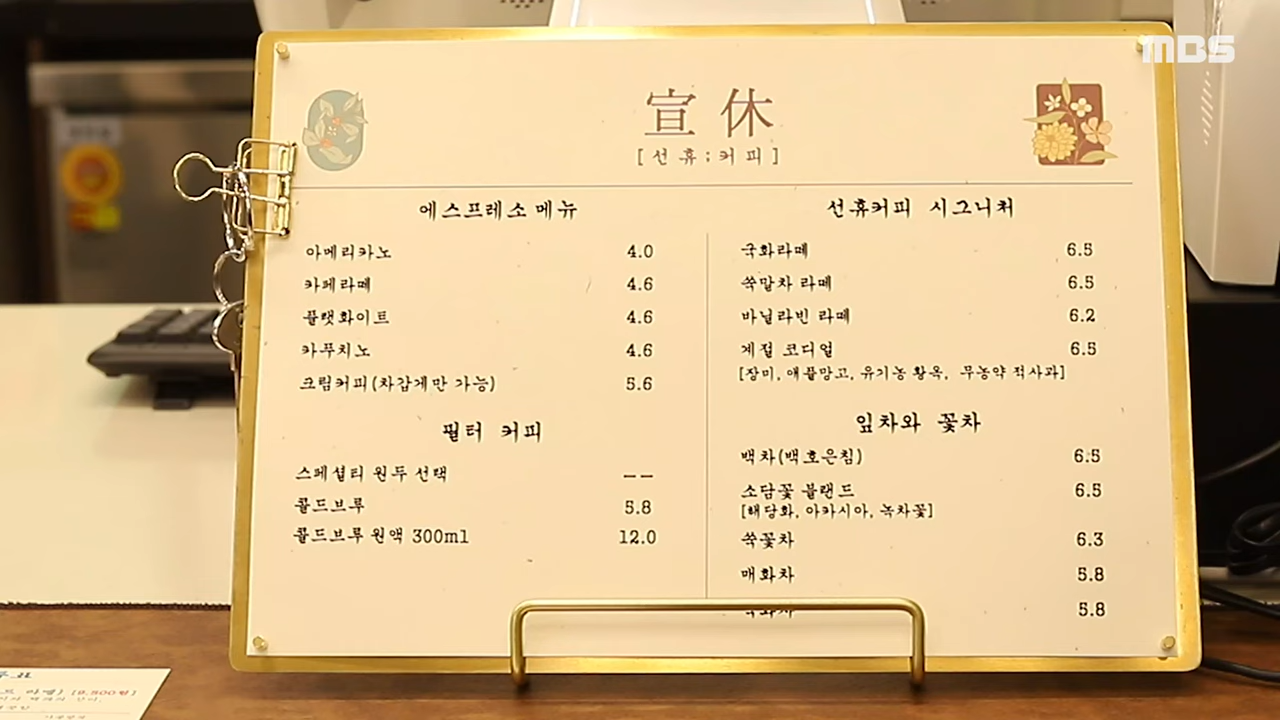 MBS
宣休
[선휴;커피]
에스프레소 메뉴
아메리카노 4.0
카페라떼 4.6
플랫화이트 4.6
카푸치노 4.6
크림커피(차갑게만 가능) 5.6
필터 커피
스페셜티 원두 선택 --
콜드브루 5.8
콜드브루 원액 300ml 12.0
선휴커피 시그니처
국화라떼 6.5
쑥말차 라떼 6.5
바닐라빈 라떼 6.2
계절 코디얼 6.5
[장미, 애플망고, 유기농 황옥, 무농약 적사과]
잎차와 꽃차
백차(백호은침) 6.5
소담꽃 블랜드 6.5
[해당화, 아카시아, 녹차꽃]
쑥꽃차 6.3
매화차 5.8
5.8
[9,500원]